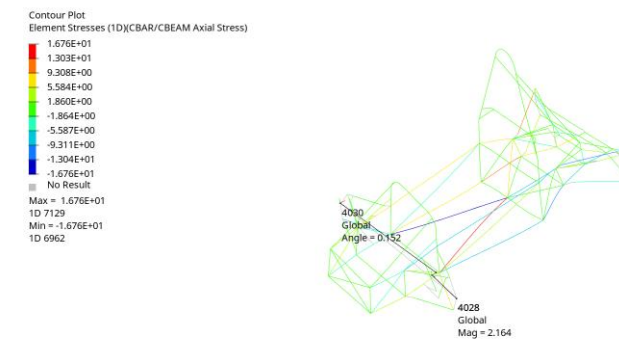 Contour Plot
Element Stresses (1D)(CBAR/CBEAM Axial Stress)
1.676E+01
1.303E+01
9.308E+00
5.584E+00
1.860E+00
-1.864E+00
-5.587E+00
-9.311E+00
-1.304E+01
-1.676E+01
No Result
Max = 1.676E+01
1D 7129
Min = -1.676E+01
1D 6962
4030
Global
Angle = 0.152
4028
Global
Mag = 2.164